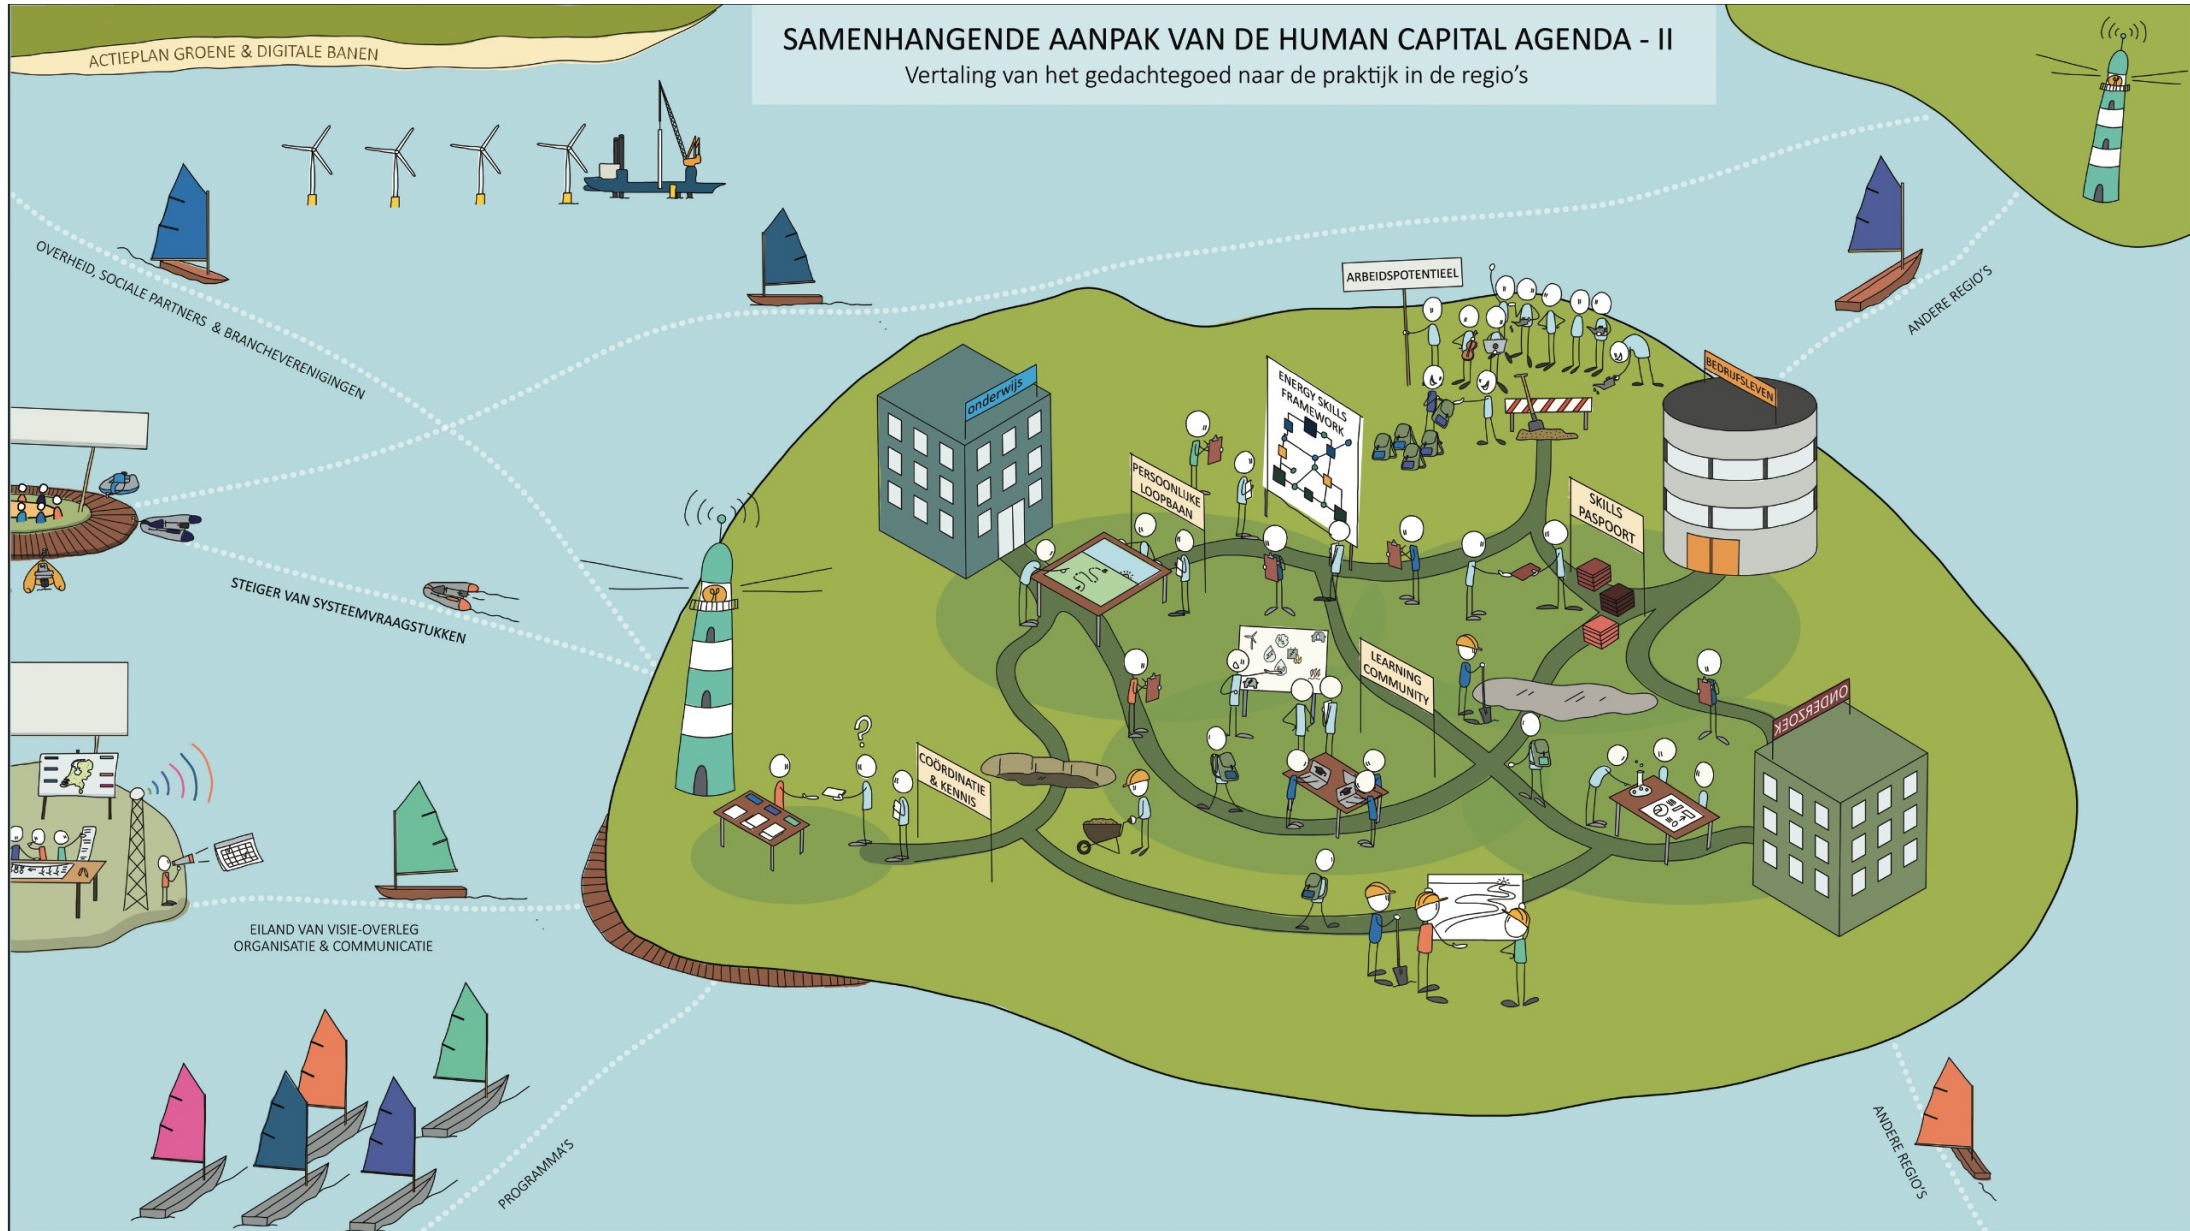 SAMENHANGENDE AANPAK VAN DE HUMAN CAPITAL AGENDA - II
Vertaling van het gedachtegoed naar de praktijk in de regio's
ACTIEPLAN GROENE & DIGITALE BANEN
OVERHEID, SOCIALE PARTNERS & BRANCHEVERENIGINGEN
ANDERE REGIO'S
ARBEIDSPOTENTIEEL
BEDRIJFSLEVEN
onderwijs
ENERGY SKILLS
FRAMEWORK
PERSOONLIJKE
LOOPBAAN
SKILLS
PASPOORT
STEIGER VAN SYSTEEMVRAAGSTUKKEN
LEARNING
COMMUNITY
ONDERZOEK
?
COÖRDINATIE
& KENNIS
EILAND VAN VISIE-OVERLEG
ORGANISATIE & COMMUNICATIE
PROGRAMMA'S
ANDERE REGIO'S